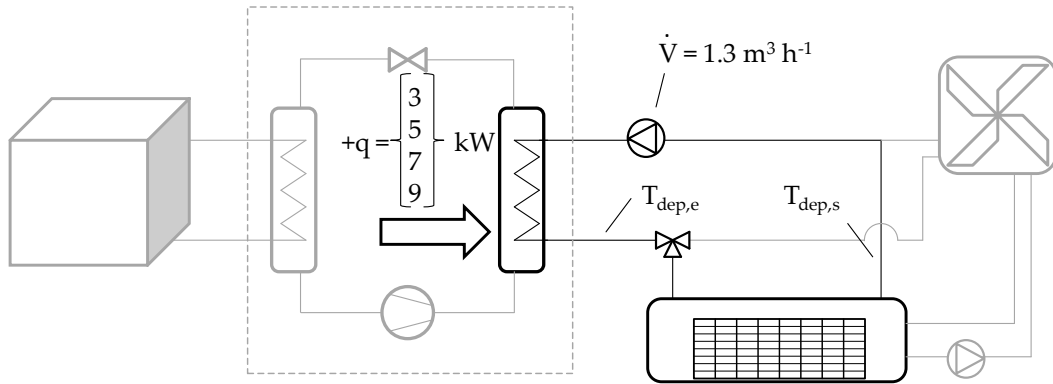 V̇ = 1.3 m³ h⁻¹
+q = { 3 5 7 9 } kW
T_dep,e
T_dep,s